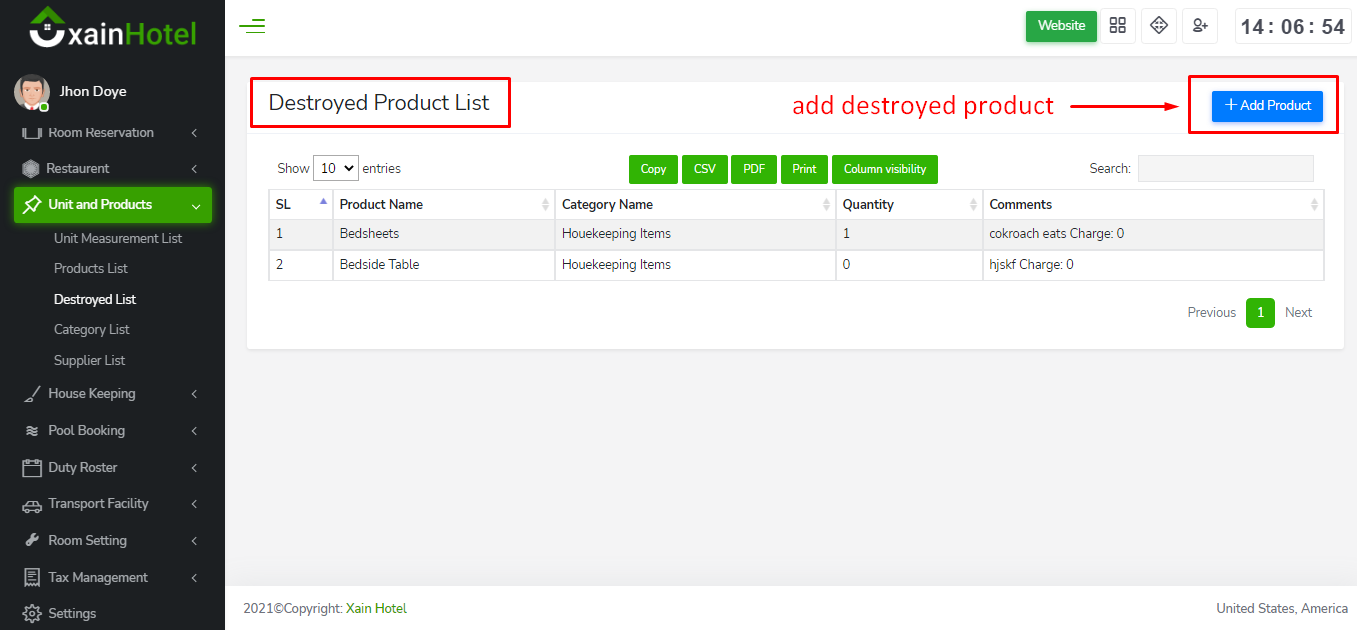 xainHotel
Jhon Doye
Room Reservation
Restaurent
Unit and Products
Unit Measurement List
Products List
Destroyed List
Category List
Supplier List
House Keeping
Pool Booking
Duty Roster
Transport Facility
Room Setting
Tax Management
Settings
Website
14 : 06 : 54
Destroyed Product List
add destroyed product
+ Add Product
Show 10 entries
Copy CSV PDF Print Column visibility
Search:
SL Product Name Category Name Quantity Comments
1 Bedsheets Houekeeping Items 1 cokroach eats Charge: 0
2 Bedside Table Houekeeping Items 0 hjskf Charge: 0
Previous 1 Next
2021©Copyright: Xain Hotel
United States, America